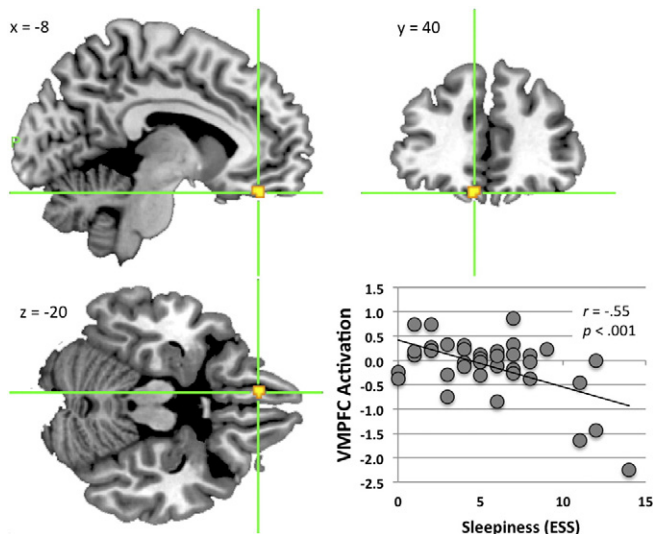 x = -8
y = 40
z = -20
r = -.55
p < .001
VMPFC Activation
1.5
1.0
0.5
0.0
-0.5
-1.0
-1.5
-2.0
-2.5
0
5
10
15
Sleepiness (ESS)